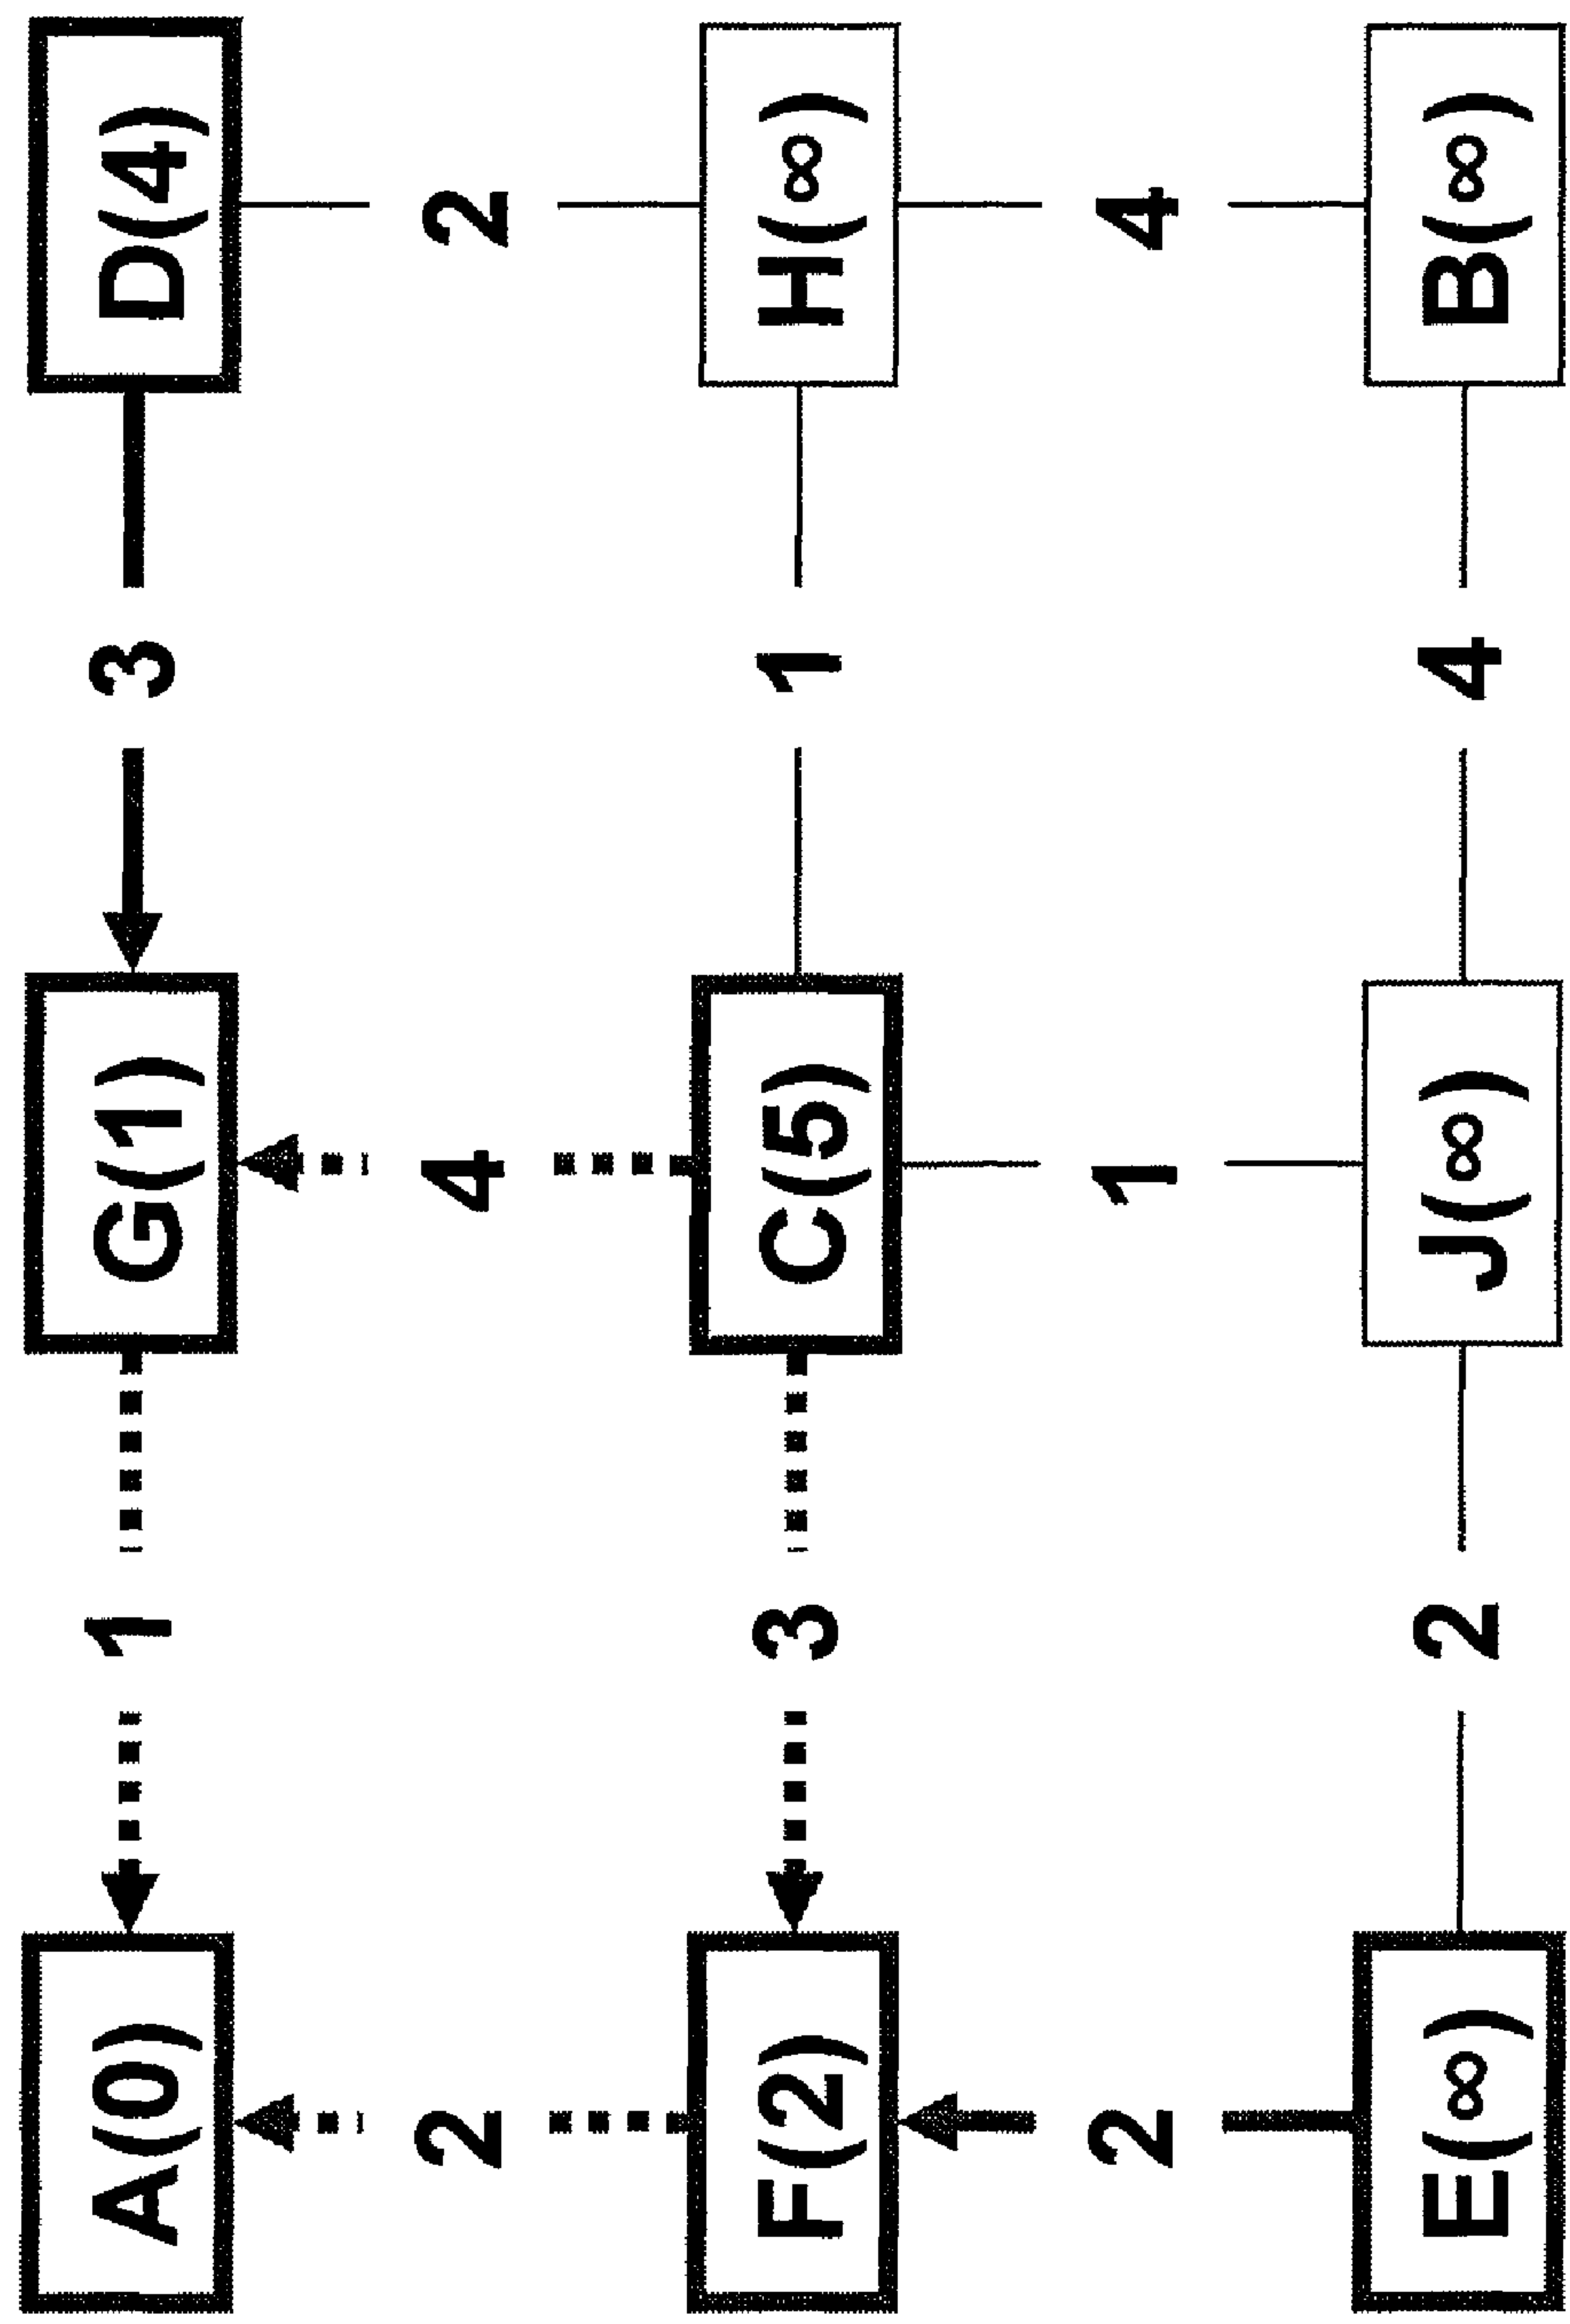 A(0) 1 G(1) 3 D(4)
2 4 2
F(2) 3 C(5) 1 H(∞)
2 1 4
E(∞) 2 J(∞) 4 B(∞)